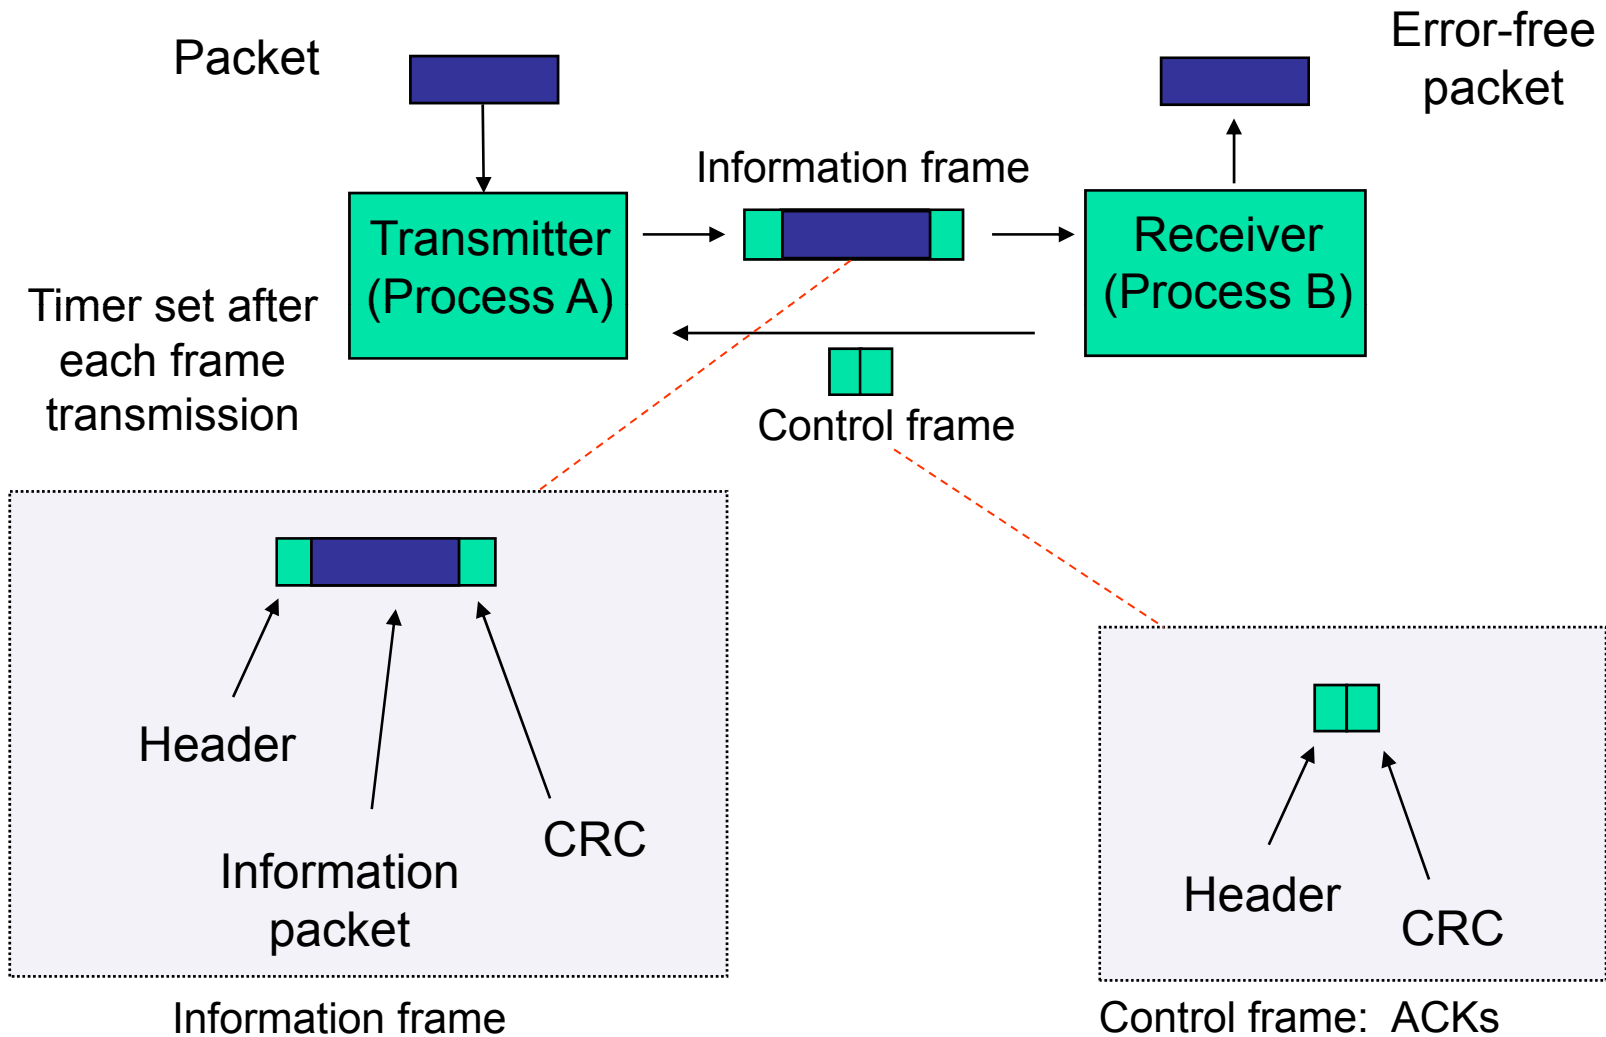 Packet
Error-free
packet
Information frame
Transmitter
(Process A)
Receiver
(Process B)
Timer set after
each frame
transmission
Control frame
Header
Information
packet
CRC
Information frame
Header
CRC
Control frame: ACKs